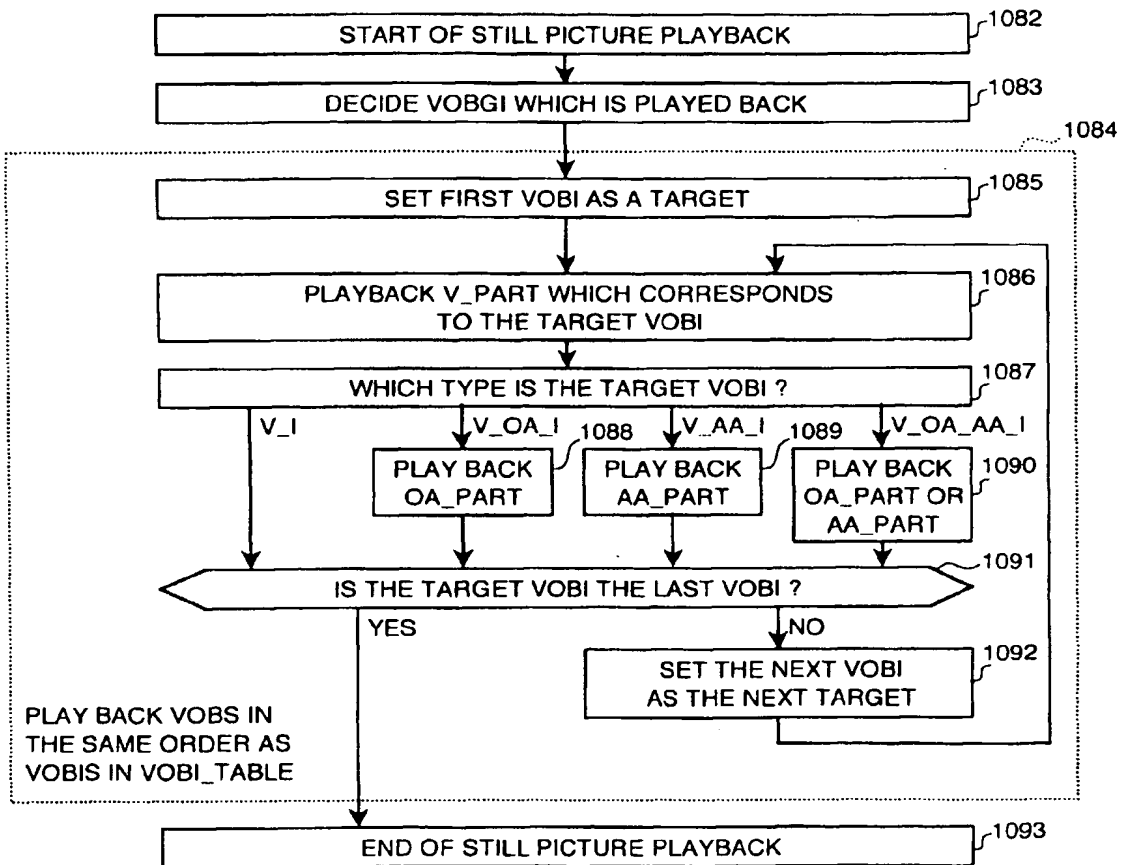 START OF STILL PICTURE PLAYBACK
1082
DECIDE VOBGI WHICH IS PLAYED BACK
1083
1084
SET FIRST VOBI AS A TARGET
1085
PLAYBACK V_PART WHICH CORRESPONDS
TO THE TARGET VOBI
1086
WHICH TYPE IS THE TARGET VOBI ?
1087
V_I
V_OA_I
1088
V_AA_I
1089
V_OA_AA_I
PLAY BACK
OA_PART
PLAY BACK
AA_PART
PLAY BACK
OA_PART OR
AA_PART
1090
IS THE TARGET VOBI THE LAST VOBI ?
1091
YES
NO
SET THE NEXT VOBI
AS THE NEXT TARGET
1092
PLAY BACK VOBS IN
THE SAME ORDER AS
VOBIS IN VOBI_TABLE
END OF STILL PICTURE PLAYBACK
1093